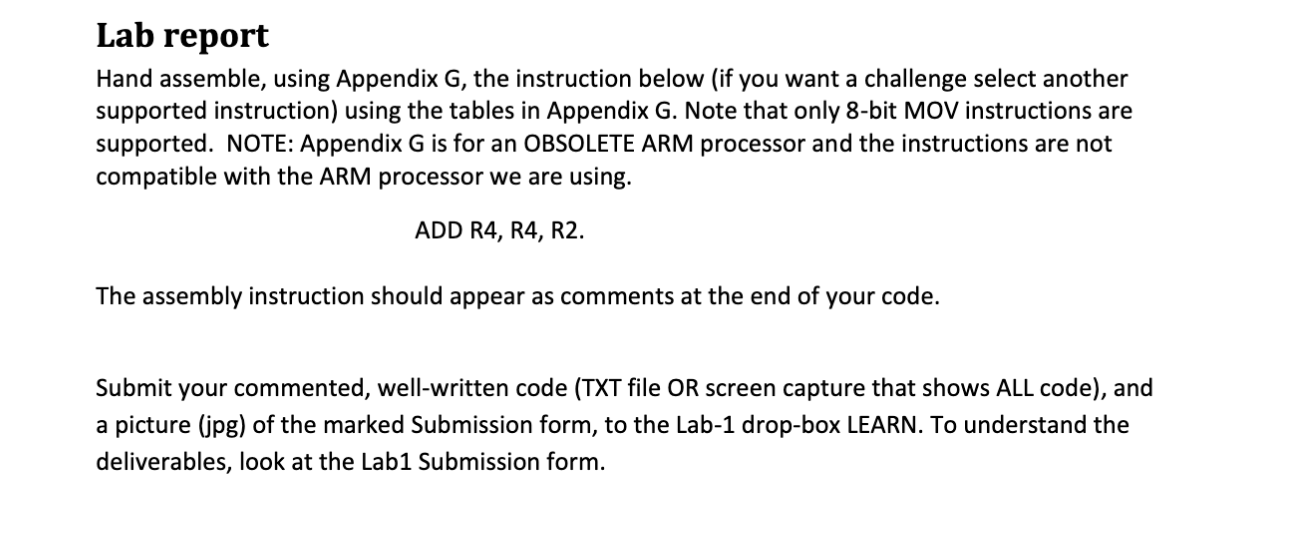 Lab report
Hand assemble, using Appendix G, the instruction below (if you want a challenge select another
supported instruction) using the tables in Appendix G. Note that only 8-bit MOV instructions are
supported.  NOTE: Appendix G is for an OBSOLETE ARM processor and the instructions are not
compatible with the ARM processor we are using.
ADD R4, R4, R2.
The assembly instruction should appear as comments at the end of your code.
Submit your commented, well-written code (TXT file OR screen capture that shows ALL code), and
a picture (jpg) of the marked Submission form, to the Lab-1 drop-box LEARN. To understand the
deliverables, look at the Lab1 Submission form.